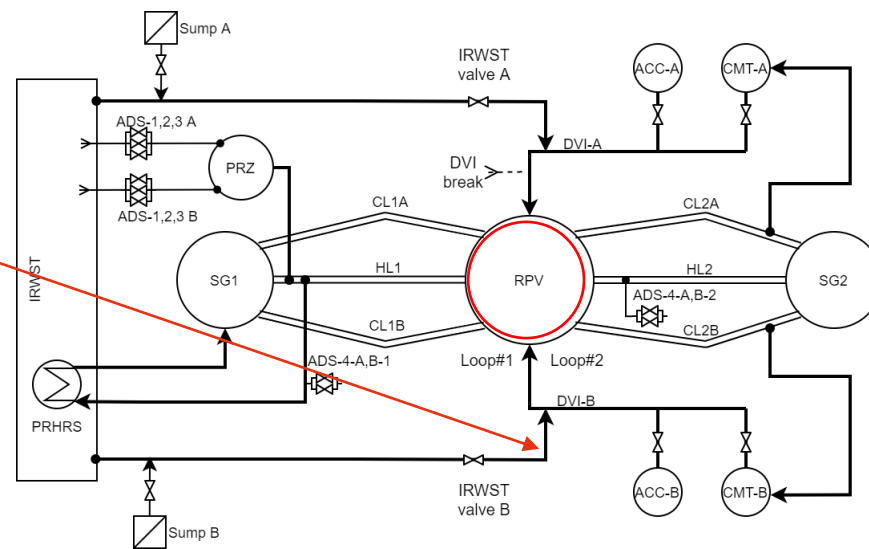 Sump A
IRWST
valve A
ACC-A
CMT-A
ADS-1,2,3 A
PRZ
DVI-A
DVI
break
ADS-1,2,3 B
CL1A
CL2A
IRWST
SG1
HL1
RPV
HL2
SG2
ADS-4-A,B-2
CL1B
CL2B
Loop#1
Loop#2
ADS-4-A,B-1
PRHRS
DVI-B
IRWST
valve B
ACC-B
CMT-B
Sump B